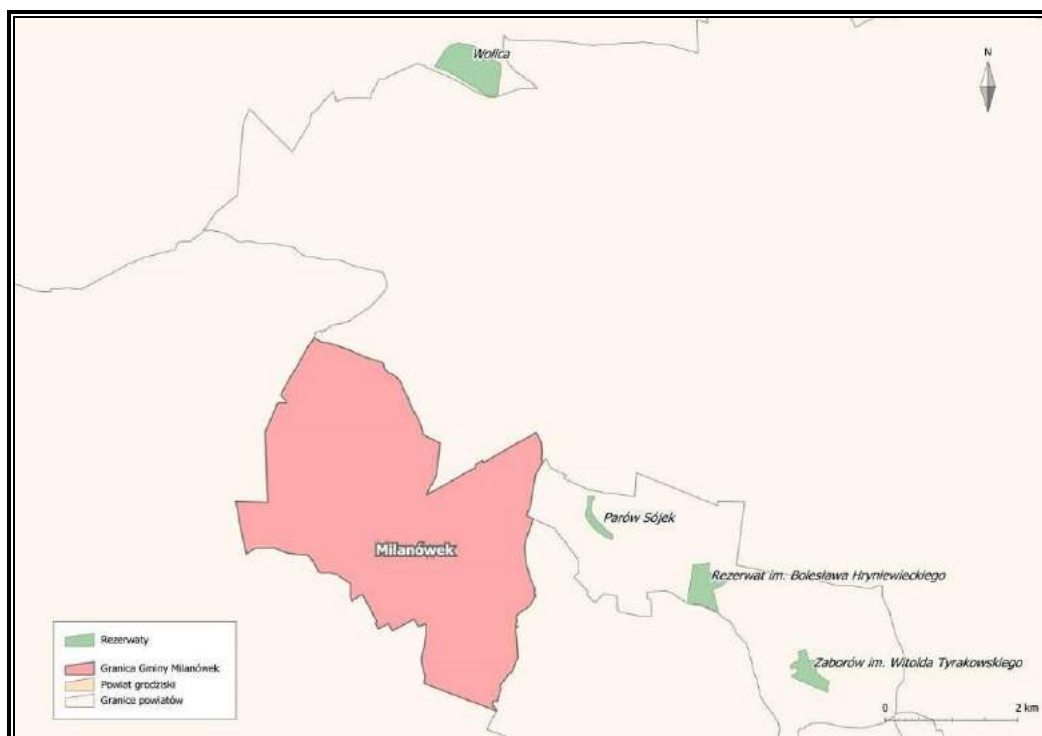 Wolica
N
Parów Sójek
Milanówek
Rezerwat im. Bolesława Hryniewieckiego
Zaborów im. Witolda Tyrakowskiego
Rezerwaty
Granica Gminy Milanówek
Powiat grodziski
Granice powiatów
0 2 km